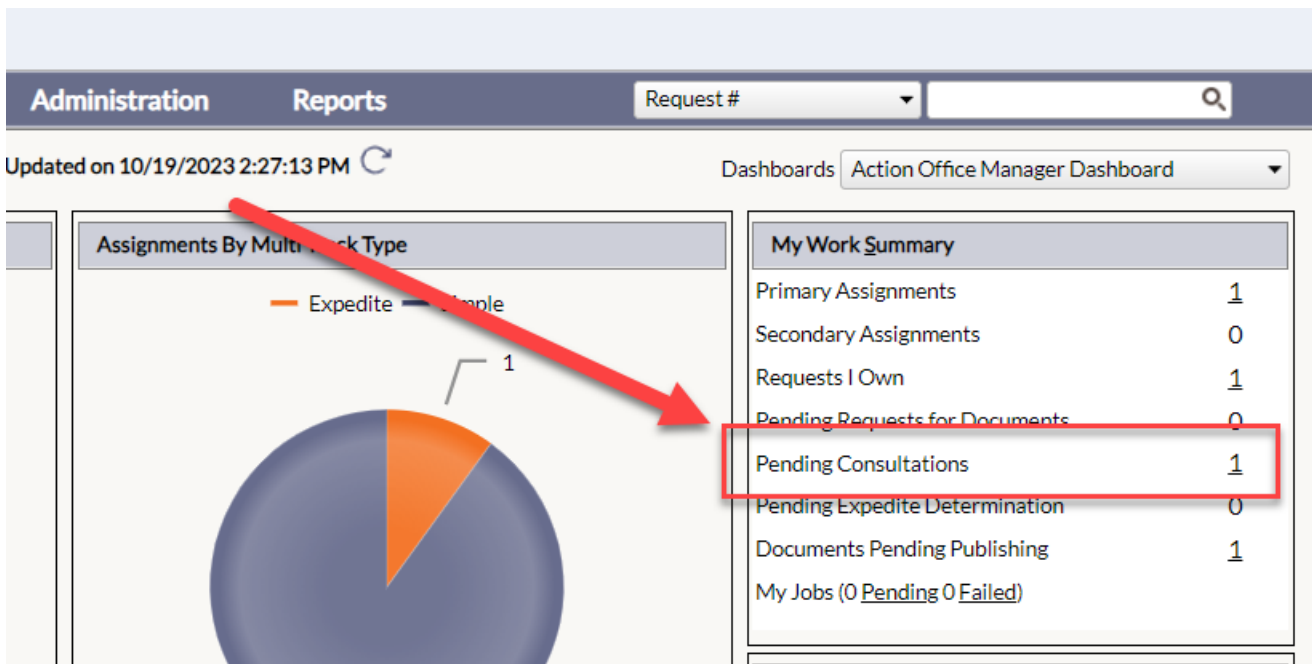 Administration Reports Request #
Updated on 10/19/2023 2:27:13 PM Dashboards Action Office Manager Dashboard
Assignments By Multi Type
Expedite
1
My Work Summary
Primary Assignments 1
Secondary Assignments 0
Requests I Own 1
Pending Requests for Documents 0
Pending Consultations 1
Pending Expedite Determination 0
Documents Pending Publishing 1
My Jobs (0 Pending 0 Failed)